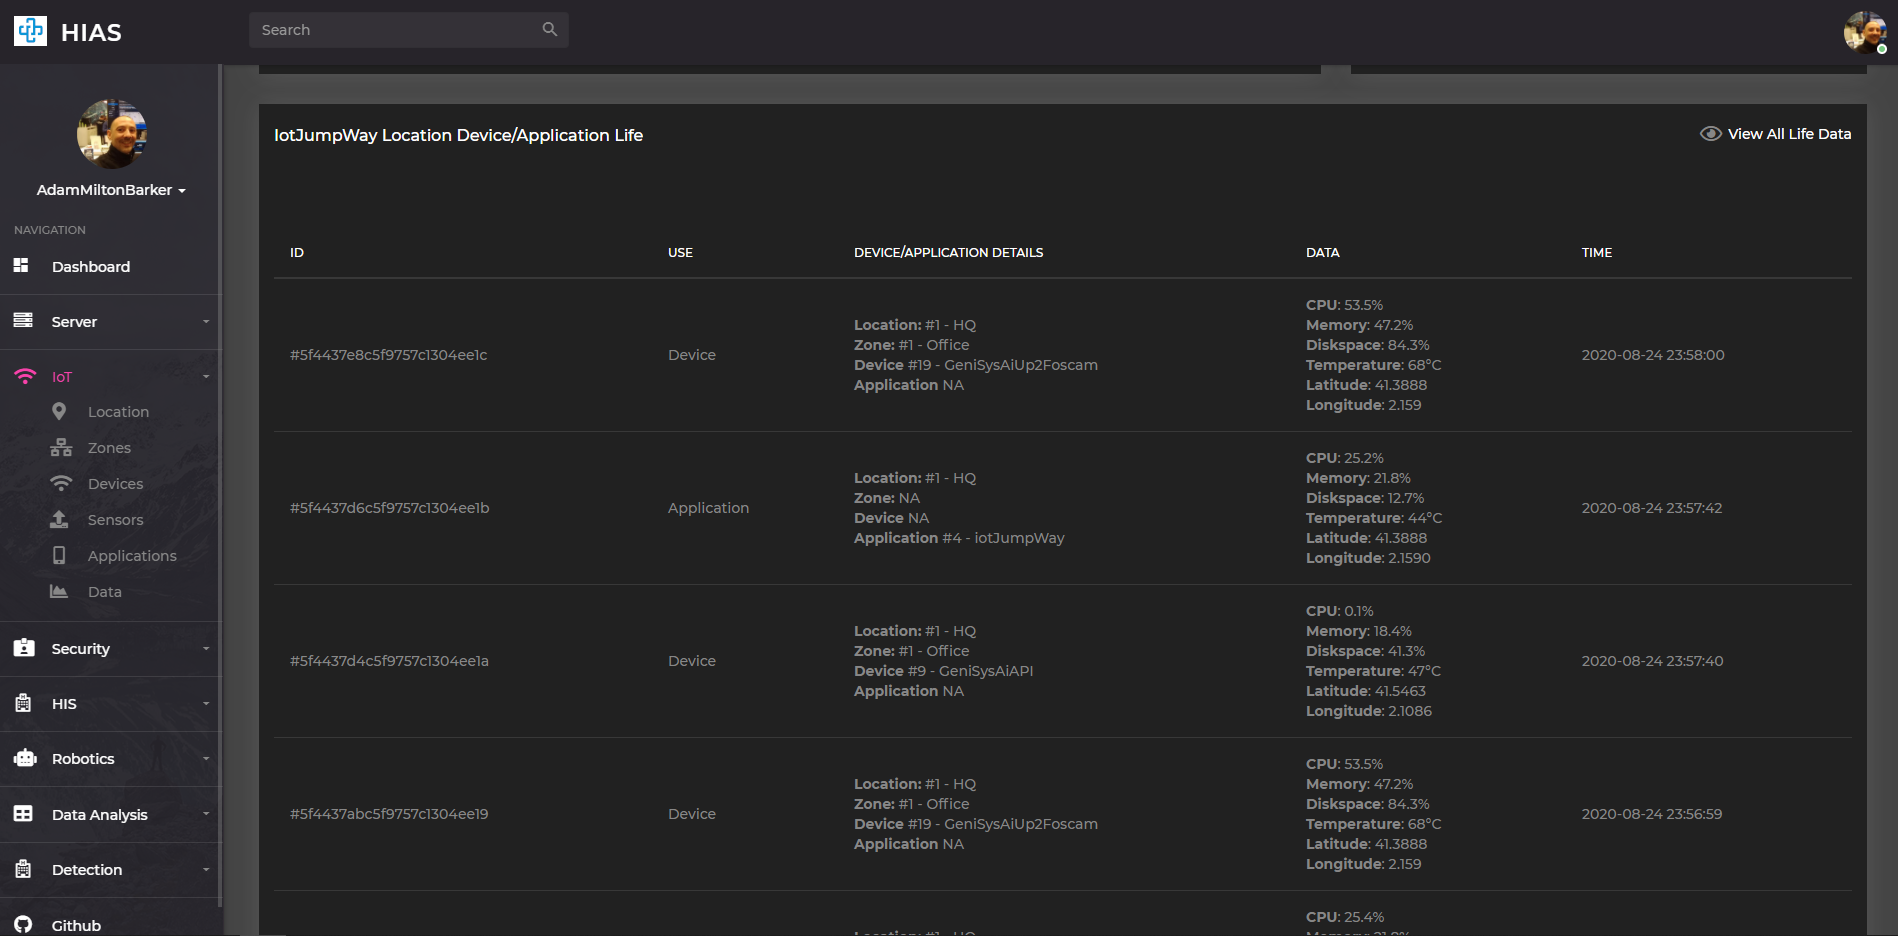 HIAS
Search
AdamMiltonBarker
NAVIGATION
Dashboard
Server
IoT
Location
Zones
Devices
Sensors
Applications
Data
Security
HIS
Robotics
Data Analysis
Detection
Github
IotJumpWay Location Device/Application Life
View All Life Data
ID USE DEVICE/APPLICATION DETAILS DATA TIME
#5f4437e8c5f9757c1304ee1c
Device
Location: #1 - HQ
Zone: #1 - Office
Device #19 - GeniSysAiUp2Foscam
Application NA
CPU: 53.5%
Memory: 47.2%
Diskspace: 84.3%
Temperature: 68°C
Latitude: 41.3888
Longitude: 2.159
2020-08-24 23:58:00
#5f4437d6c5f9757c1304ee1b
Application
Location: #1 - HQ
Zone: NA
Device NA
Application #4 - iotJumpWay
CPU: 25.2%
Memory: 21.8%
Diskspace: 12.7%
Temperature: 44°C
Latitude: 41.3888
Longitude: 2.1590
2020-08-24 23:57:42
#5f4437d4c5f9757c1304ee1a
Device
Location: #1 - HQ
Zone: #1 - Office
Device #9 - GeniSysAiAPI
Application NA
CPU: 0.1%
Memory: 18.4%
Diskspace: 41.3%
Temperature: 47°C
Latitude: 41.5463
Longitude: 2.1086
2020-08-24 23:57:40
#5f4437abc5f9757c1304ee19
Device
Location: #1 - HQ
Zone: #1 - Office
Device #19 - GeniSysAiUp2Foscam
Application NA
CPU: 53.5%
Memory: 47.2%
Diskspace: 84.3%
Temperature: 68°C
Latitude: 41.3888
Longitude: 2.159
2020-08-24 23:56:59
CPU: 25.4%